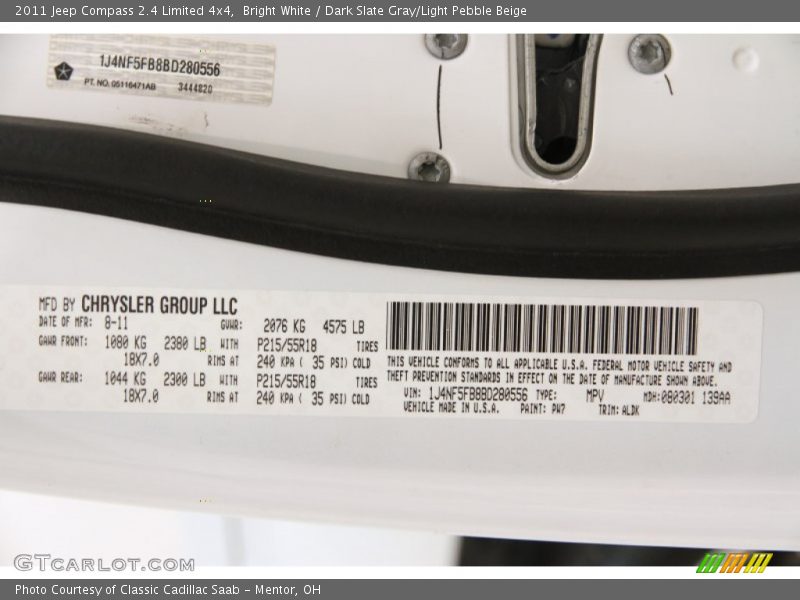 2011 Jeep Compass 2.4 Limited 4x4, Bright White / Dark Slate Gray/Light Pebble Beige
1J4NF5FB8BD280556
PT. NO. 05116471AB 3444820
MFD BY CHRYSLER GROUP LLC
DATE OF MFR: 8-11 GVWR: 2076 KG 4575 LB
GAWR FRONT: 1080 KG 2380 LB WITH P215/55R18 TIRES
18X7.0 RIMS AT 240 KPA ( 35 PSI) COLD
GAWR REAR: 1044 KG 2300 LB WITH P215/55R18 TIRES
18X7.0 RIMS AT 240 KPA ( 35 PSI) COLD
THIS VEHICLE CONFORMS TO ALL APPLICABLE U.S.A. FEDERAL MOTOR VEHICLE SAFETY AND
THEFT PREVENTION STANDARDS IN EFFECT ON THE DATE OF MANUFACTURE SHOWN ABOVE.
VIN: 1J4NF5FB8BD280556 TYPE: MPV MDH: 080301 139AA
VEHICLE MADE IN U.S.A. PAINT: PW7 TRIM: ALDK
GTCARLOT.COM
Photo Courtesy of Classic Cadillac Saab - Mentor, OH